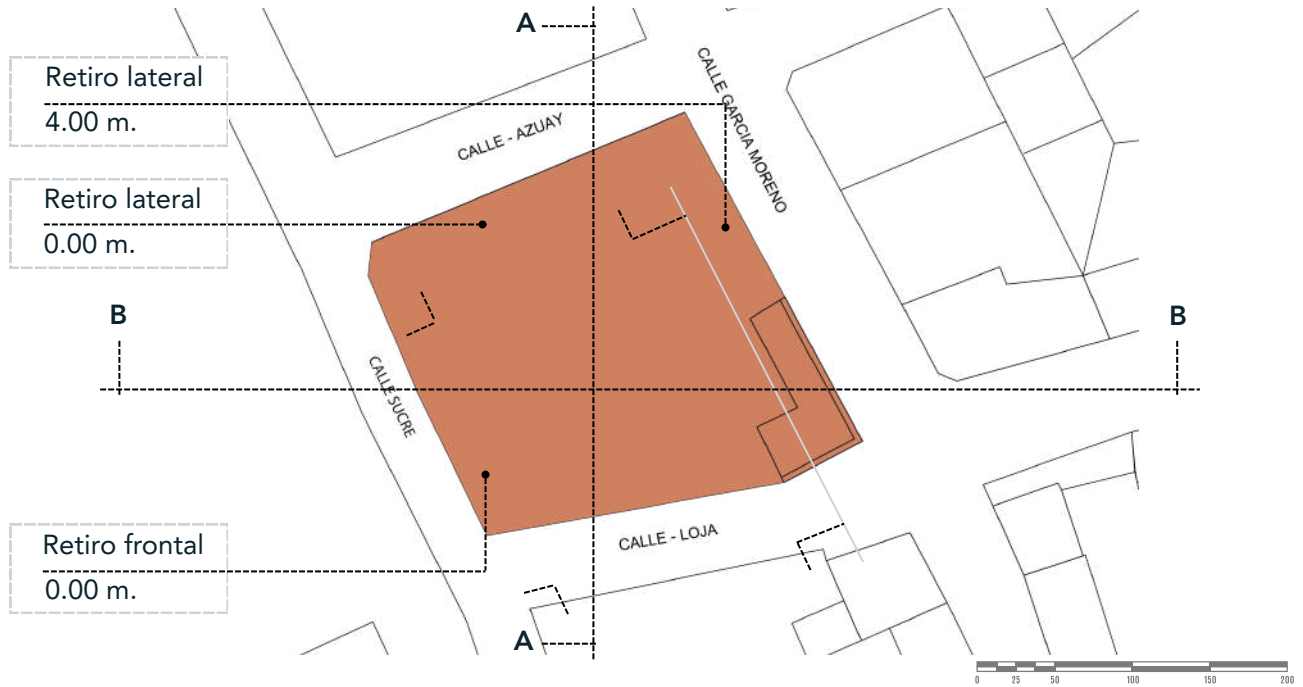 A
Retiro lateral
4.00 m.
CALLE GARCIA MORENO
CALLE - AZUAY
Retiro lateral
0.00 m.
B
B
CALLE SUCRE
Retiro frontal
0.00 m.
CALLE - LOJA
A
0 25 50 100 150 200